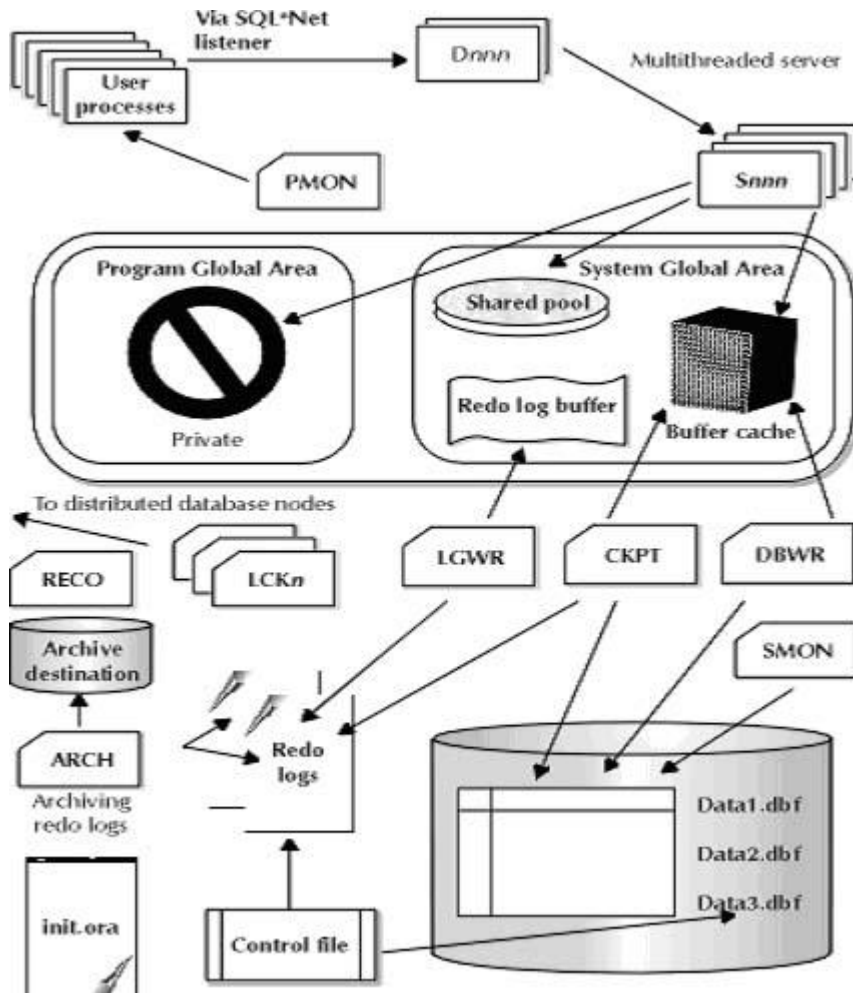 Via SQL*Net
listener
User
processes
Dnnn
Multithreaded server
PMON
Snnn
Program Global Area
System Global Area
Shared pool
Redo log buffer
Private
Buffer cache
To distributed database nodes
RECO
LCKn
LGWR
CKPT
DBWR
Archive
destination
SMON
ARCH
Redo
logs
Archiving
redo logs
Data1.dbf
Data2.dbf
Data3.dbf
init.ora
Control file